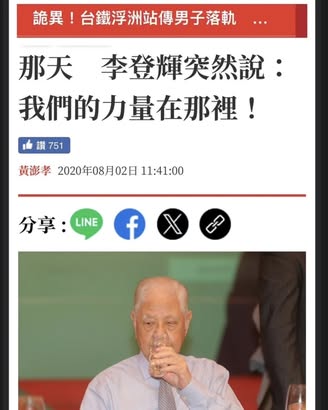 詭異！台鐵浮洲站傳男子落軌 ...
那天　李登輝突然說：
我們的力量在那裡！
讚 751
黃澎孝 2020年08月02日 11:41:00
分享 : LINE